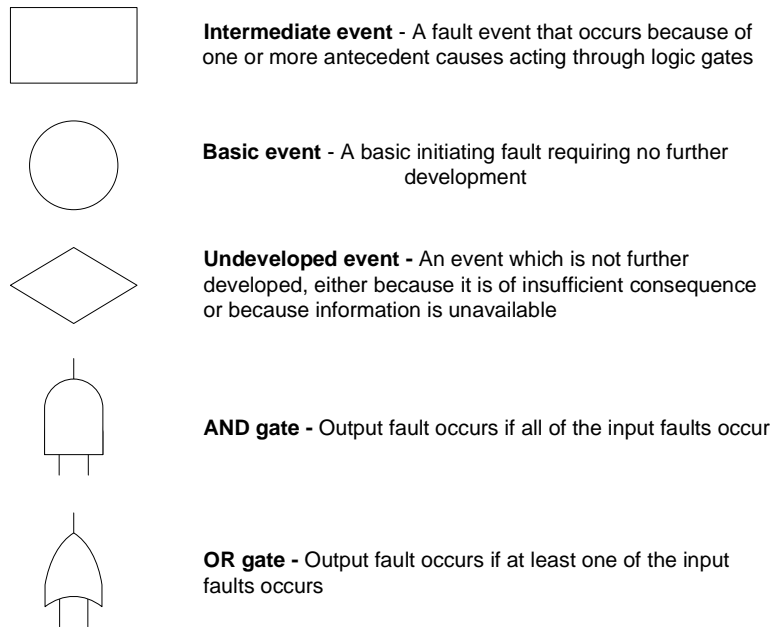 Intermediate event - A fault event that occurs because of
one or more antecedent causes acting through logic gates
Basic event - A basic initiating fault requiring no further
development
Undeveloped event - An event which is not further
developed, either because it is of insufficient consequence
or because information is unavailable
AND gate - Output fault occurs if all of the input faults occur
OR gate - Output fault occurs if at least one of the input
faults occurs